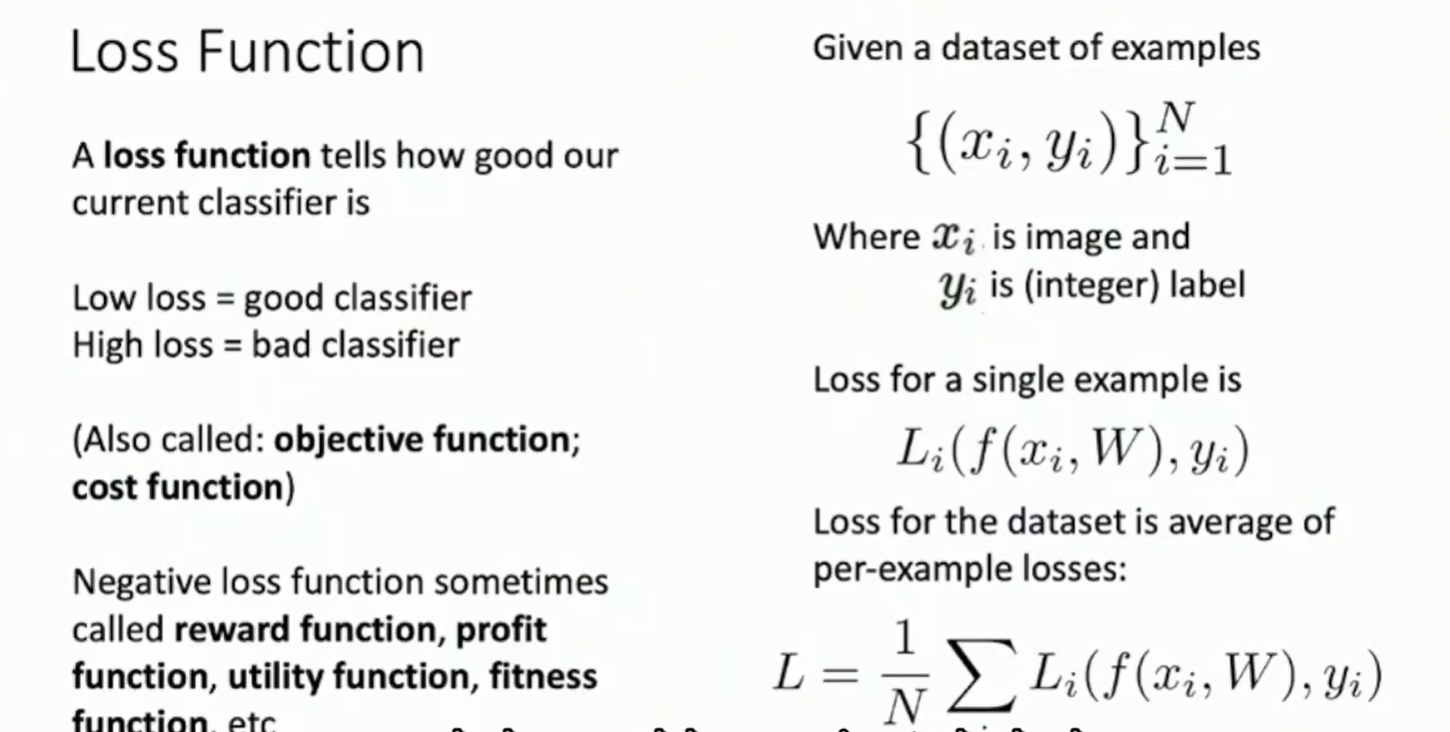 Loss Function
A loss function tells how good our
current classifier is
Low loss = good classifier
High loss = bad classifier
(Also called: objective function;
cost function)
Negative loss function sometimes
called reward function, profit
function, utility function, fitness
function, etc
Given a dataset of examples
{(x_i, y_i)}_{i=1}^N
Where x_i is image and
y_i is (integer) label
Loss for a single example is
L_i(f(x_i, W), y_i)
Loss for the dataset is average of
per-example losses:
L = \frac{1}{N} \sum L_i(f(x_i, W), y_i)